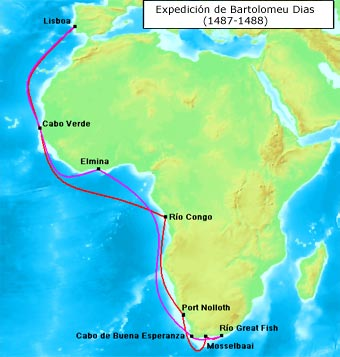 Expedición de Bartolomeu Dias
(1487-1488)
Lisboa
Cabo Verde
Elmina
Río Congo
Port Nolloth
Río Great Fish
Cabo de Buena Esperanza
Mosselbaai